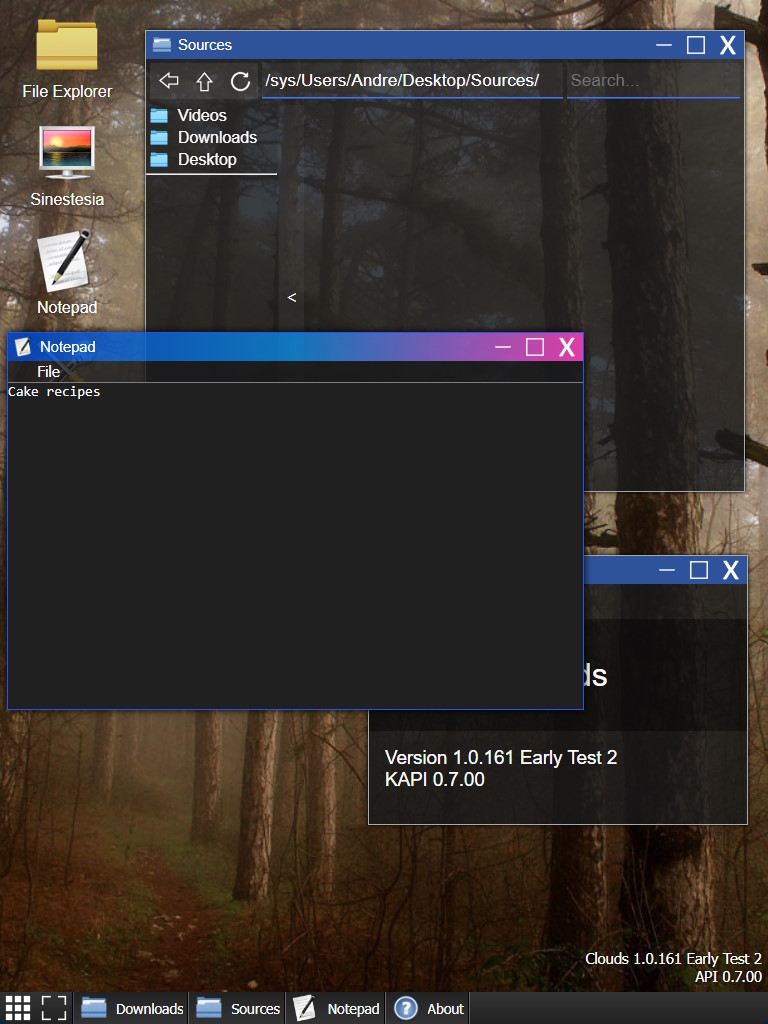 File Explorer
Sinestesia
Notepad
Sources
/sys/Users/Andre/Desktop/Sources/
Search...
Videos
Downloads
Desktop
<
Notepad
File
Cake recipes
Version 1.0.161 Early Test 2
KAPI 0.7.00
Clouds 1.0.161 Early Test 2
API 0.7.00
Downloads
Sources
Notepad
About